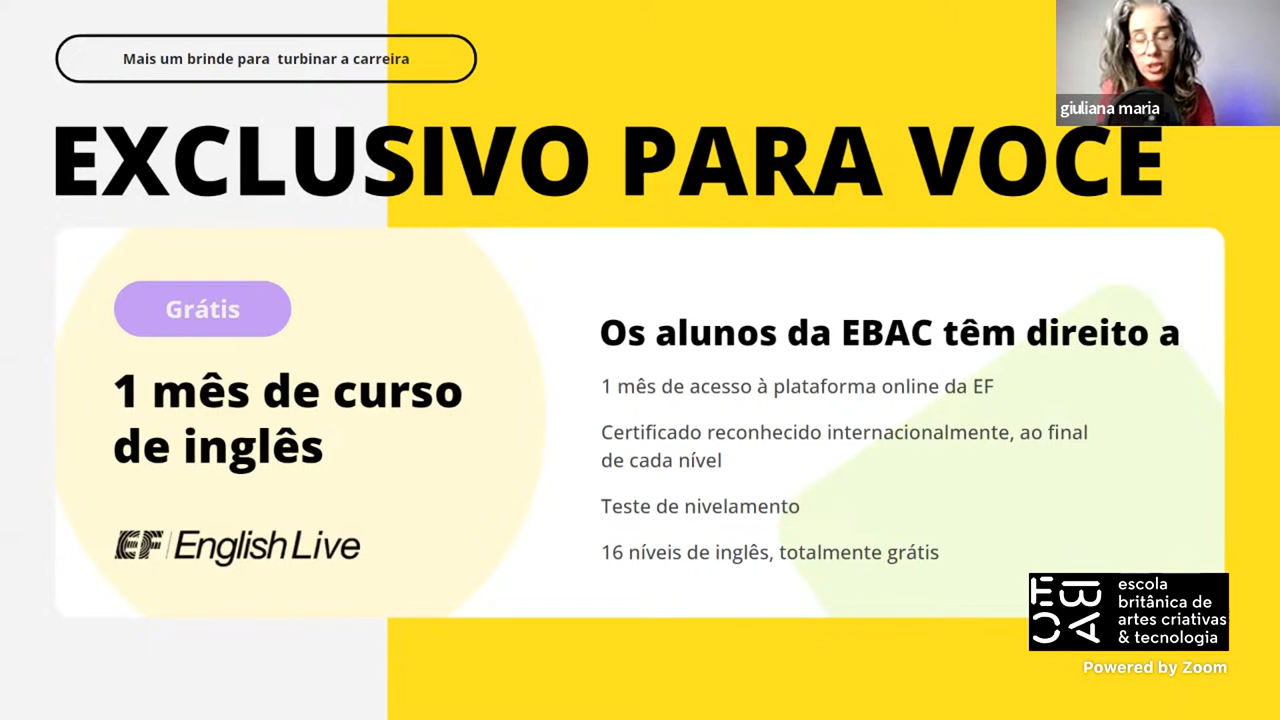 Mais um brinde para turbinar a carreira
giuliana maria
EXCLUSIVO PARA VOCÊ
Grátis
1 mês de curso
de inglês
EF English Live
Os alunos da EBAC têm direito a
1 mês de acesso à plataforma online da EF
Certificado reconhecido internacionalmente, ao final
de cada nível
Teste de nivelamento
16 níveis de inglês, totalmente grátis
EBAC
escola
britânica de
artes criativas
& tecnologia
Powered by Zoom